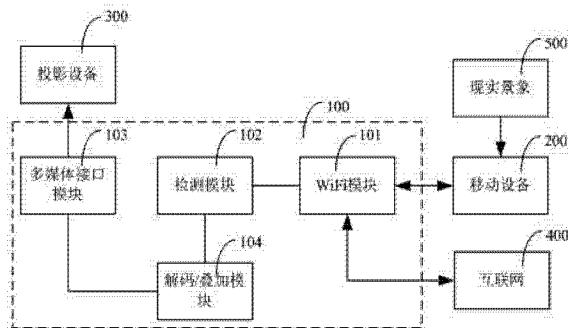 300
投影设备
500
现实景象
100
103
102
101
200
多媒体接口
模块
检测模块
WiFi模块
移动设备
104
400
解码/叠加模
块
互联网